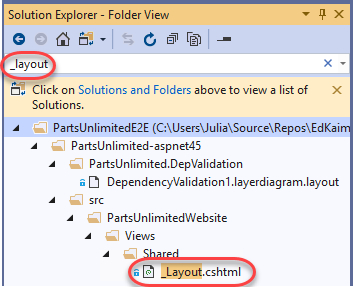 Solution Explorer - Folder View
_layout
Click on Solutions and Folders above to view a list of
Solutions.
PartsUnlimitedE2E (C:\Users\Julia\Source\Repos\EdKaim
PartsUnlimited-aspnet45
PartsUnlimited.DepValidation
DependencyValidation1.layerdiagram.layout
src
PartsUnlimitedWebsite
Views
Shared
_Layout.cshtml